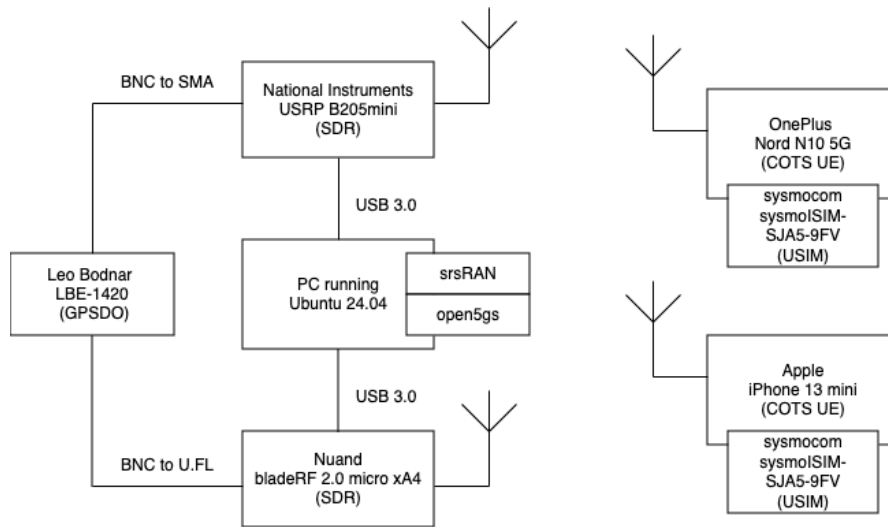 BNC to SMA
National Instruments
USRP B205mini
(SDR)
USB 3.0
Leo Bodnar
LBE-1420
(GPSDO)
PC running
Ubuntu 24.04
srsRAN
open5gs
USB 3.0
BNC to U.FL
Nuand
bladeRF 2.0 micro xA4
(SDR)
OnePlus
Nord N10 5G
(COTS UE)
sysmocom
sysmoISIM-
SJA5-9FV
(USIM)
Apple
iPhone 13 mini
(COTS UE)
sysmocom
sysmoISIM-
SJA5-9FV
(USIM)